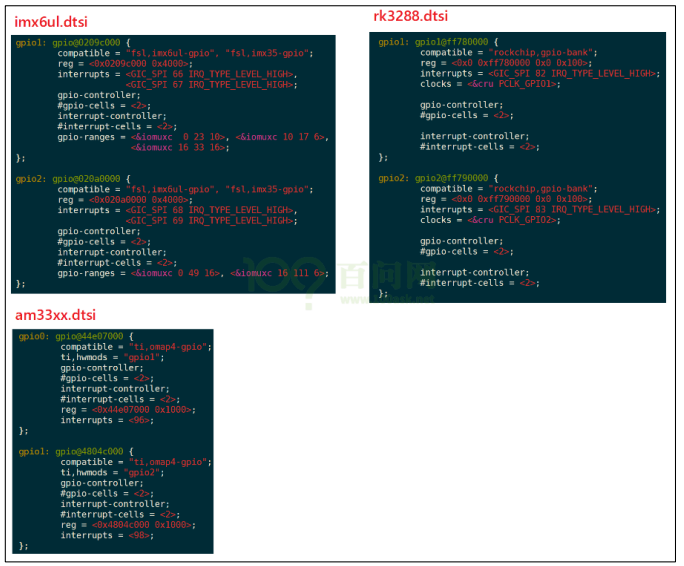 imx6ul.dtsi
gpio1: gpio@0209c000 {
compatible = "fsl,imx6ul-gpio", "fsl,imx35-gpio";
reg = <0x0209c000 0x4000>;
interrupts = <GIC_SPI 66 IRQ_TYPE_LEVEL_HIGH>,
<GIC_SPI 67 IRQ_TYPE_LEVEL_HIGH>;
gpio-controller;
#gpio-cells = <2>;
interrupt-controller;
#interrupt-cells = <2>;
gpio-ranges = <&iomuxc  0 23 10>, <&iomuxc 10 17 6>,
<&iomuxc 16 33 16>;
};
gpio2: gpio@020a0000 {
compatible = "fsl,imx6ul-gpio", "fsl,imx35-gpio";
reg = <0x020a0000 0x4000>;
interrupts = <GIC_SPI 68 IRQ_TYPE_LEVEL_HIGH>,
<GIC_SPI 69 IRQ_TYPE_LEVEL_HIGH>;
gpio-controller;
#gpio-cells = <2>;
interrupt-controller;
#interrupt-cells = <2>;
gpio-ranges = <&iomuxc 0 49 16>, <&iomuxc 16 111 6>;
};
rk3288.dtsi
gpio1: gpio1@ff780000 {
compatible = "rockchip,gpio-bank";
reg = <0x0 0xff780000 0x0 0x100>;
interrupts = <GIC_SPI 82 IRQ_TYPE_LEVEL_HIGH>;
clocks = <&cru PCLK_GPIO1>;
gpio-controller;
#gpio-cells = <2>;
interrupt-controller;
#interrupt-cells = <2>;
};
gpio2: gpio2@ff790000 {
compatible = "rockchip,gpio-bank";
reg = <0x0 0xff790000 0x0 0x100>;
interrupts = <GIC_SPI 83 IRQ_TYPE_LEVEL_HIGH>;
clocks = <&cru PCLK_GPIO2>;
gpio-controller;
#gpio-cells = <2>;
interrupt-controller;
#interrupt-cells = <2>;
};
百问网
am33xx.dtsi
gpio0: gpio@44e07000 {
compatible = "ti,omap4-gpio";
ti,hwmods = "gpio1";
gpio-controller;
#gpio-cells = <2>;
interrupt-controller;
#interrupt-cells = <2>;
reg = <0x44e07000 0x1000>;
interrupts = <96>;
};
gpio1: gpio@4804c000 {
compatible = "ti,omap4-gpio";
ti,hwmods = "gpio2";
gpio-controller;
#gpio-cells = <2>;
interrupt-controller;
#interrupt-cells = <2>;
reg = <0x4804c000 0x1000>;
interrupts = <98>;
};